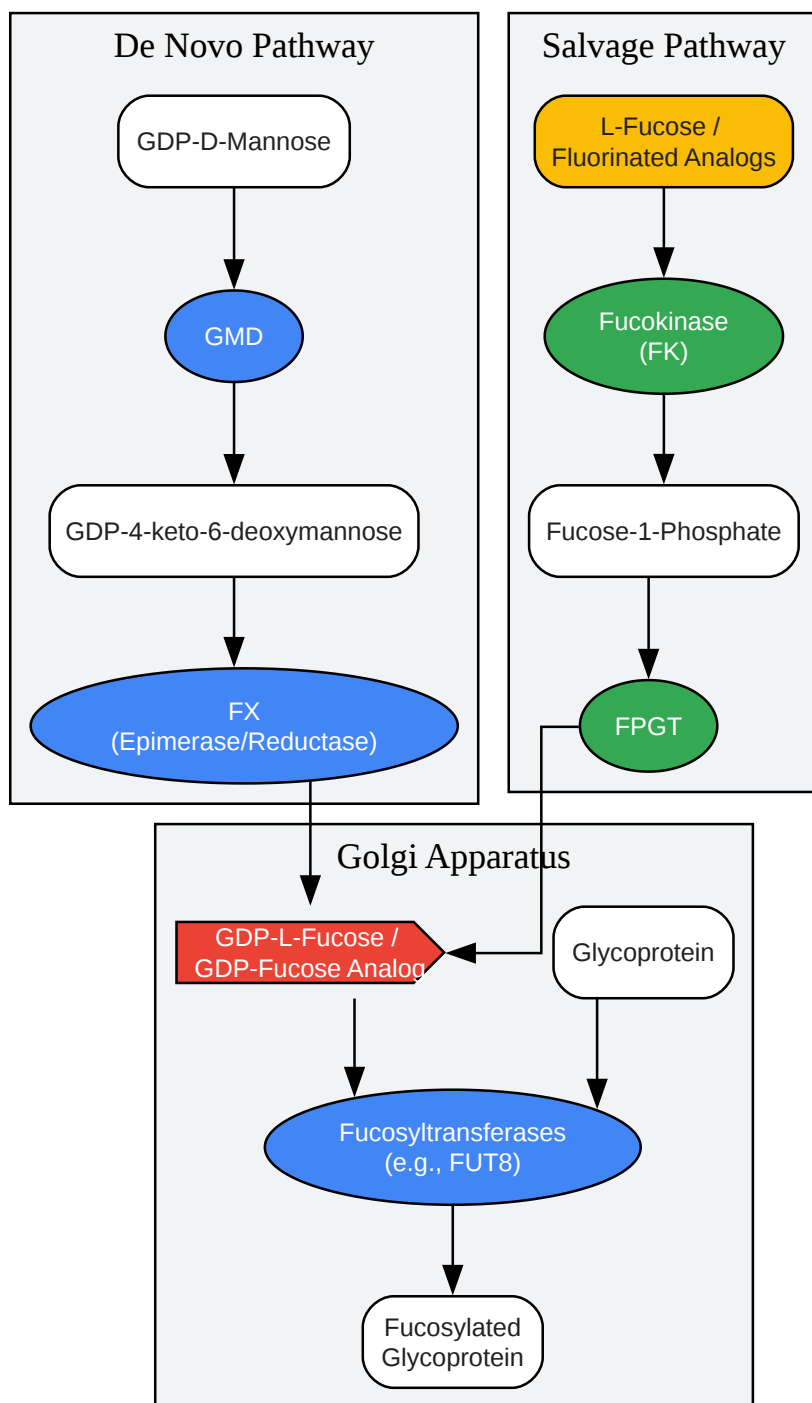 De Novo Pathway
GDP-D-Mannose
GMD
GDP-4-keto-6-deoxymannose
FX
(Epimerase/Reductase)
Salvage Pathway
L-Fucose /
Fluorinated Analogs
Fucokinase
(FK)
Fucose-1-Phosphate
FPGT
Golgi Apparatus
GDP-L-Fucose /
GDP-Fucose Analog
Glycoprotein
Fucosyltransferases
(e.g., FUT8)
Fucosylated
Glycoprotein